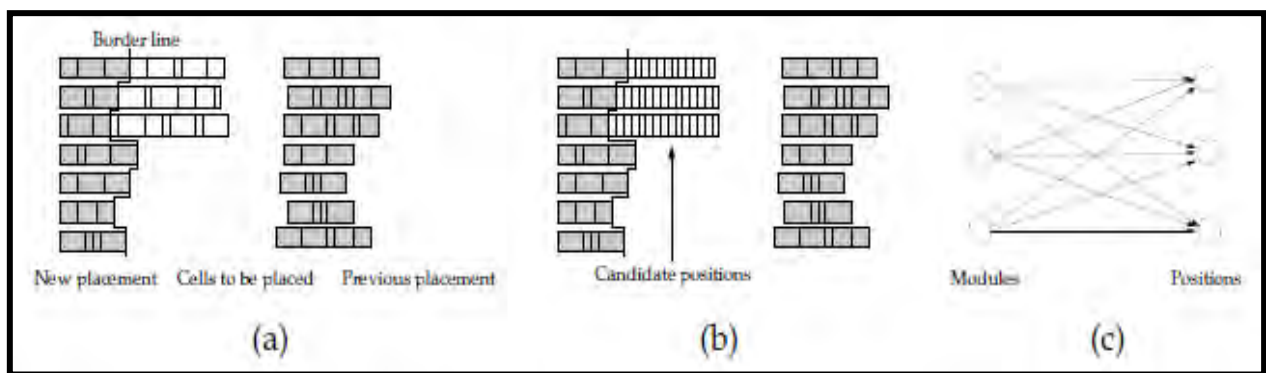 Border line
New placement Cells to be placed Previous placement
(a)
Candidate positions
(b)
Modules Positions
(c)